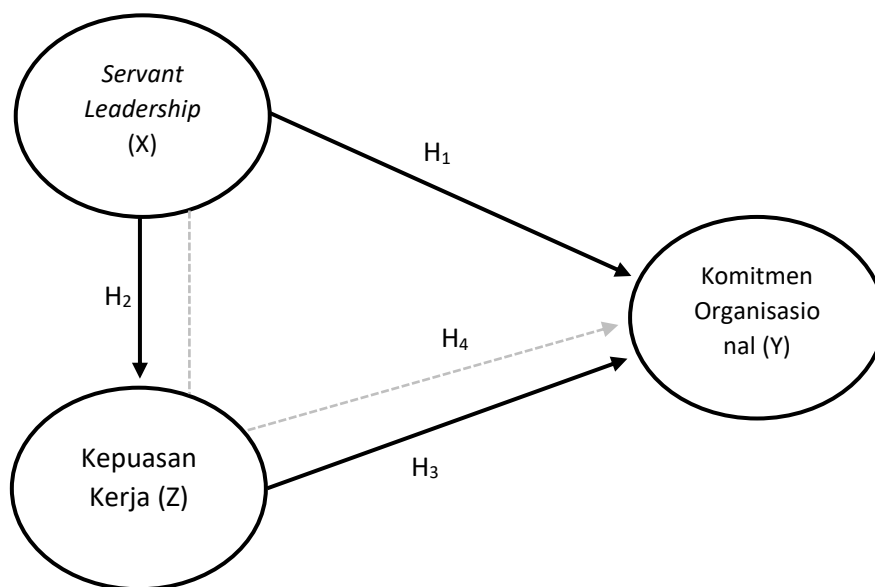 Servant
Leadership
(X)
H₁
H₂
Komitmen
Organisasio
nal (Y)
H₄
Kepuasan
Kerja (Z)
H₃